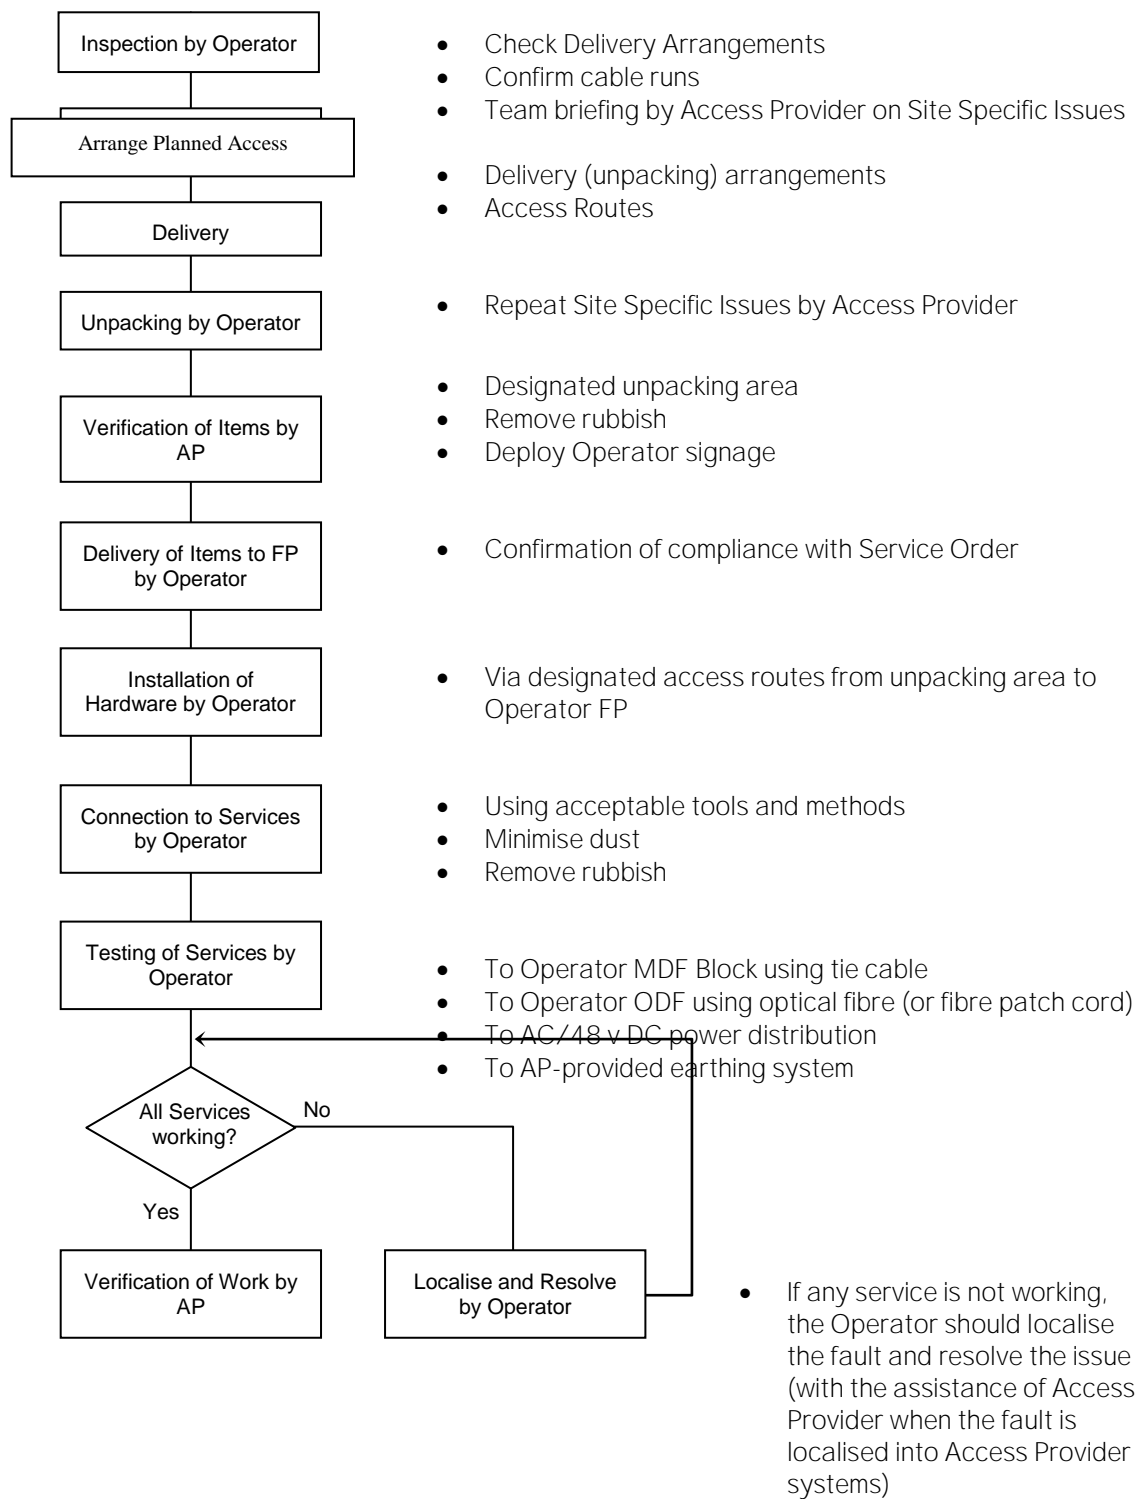 Inspection by Operator
• Check Delivery Arrangements
• Confirm cable runs
• Team briefing by Access Provider on Site Specific Issues
Arrange Planned Access
• Delivery (unpacking) arrangements
• Access Routes
Delivery
• Repeat Site Specific Issues by Access Provider
Unpacking by Operator
• Designated unpacking area
• Remove rubbish
• Deploy Operator signage
Verification of Items by
AP
• Confirmation of compliance with Service Order
Delivery of Items to FP
by Operator
• Via designated access routes from unpacking area to
Operator FP
Installation of
Hardware by Operator
• Using acceptable tools and methods
• Minimise dust
• Remove rubbish
Connection to Services
by Operator
Testing of Services by
Operator
• To Operator MDF Block using tie cable
• To Operator ODF using optical fibre (or fibre patch cord)
• To AC/48 v DC power distribution
• To AP-provided earthing system
All Services
working?
No
Yes
Verification of Work by
AP
Localise and Resolve
by Operator
• If any service is not working,
the Operator should localise
the fault and resolve the issue
(with the assistance of Access
Provider when the fault is
localised into Access Provider
systems)